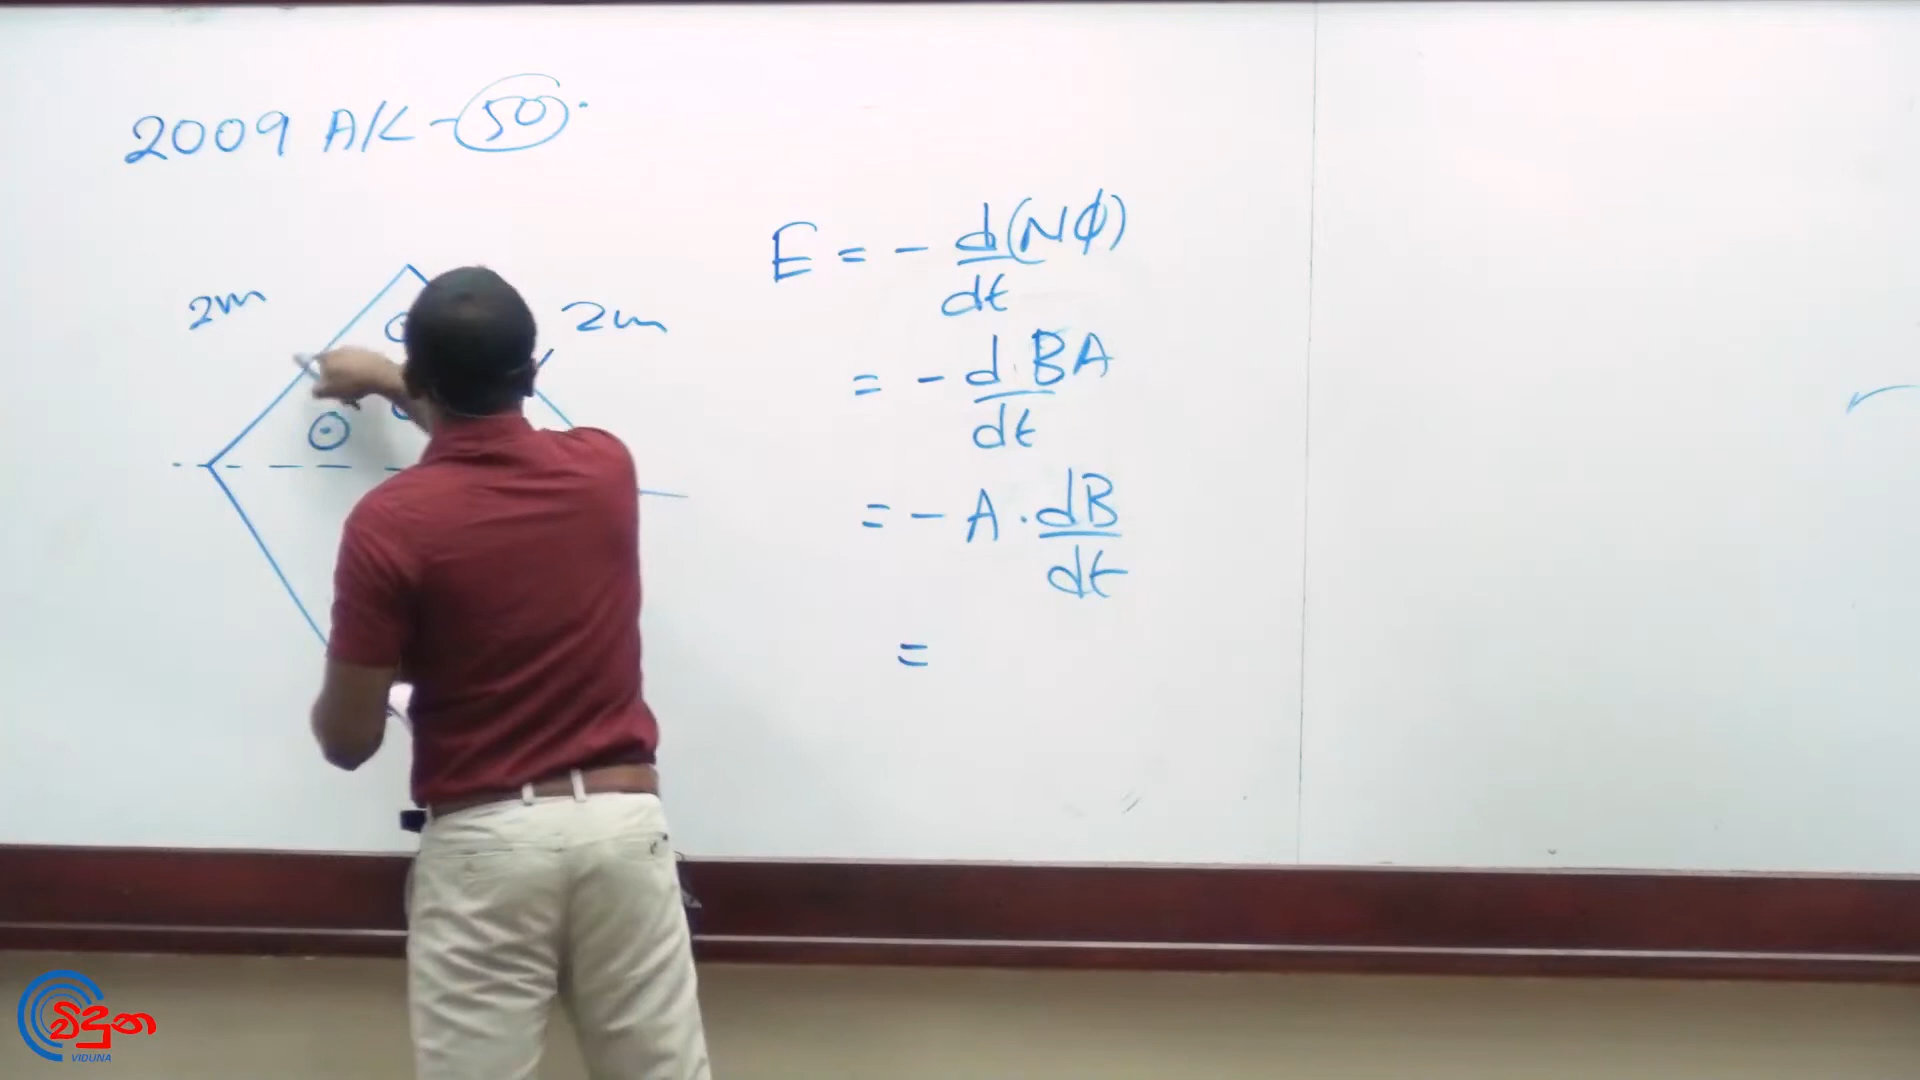 2009 A/L - 50
2m
2m
E = - d(Nϕ)
dt
= - d.BA
dt
= - A . dB
dt
=
විදුන
VIDUNA